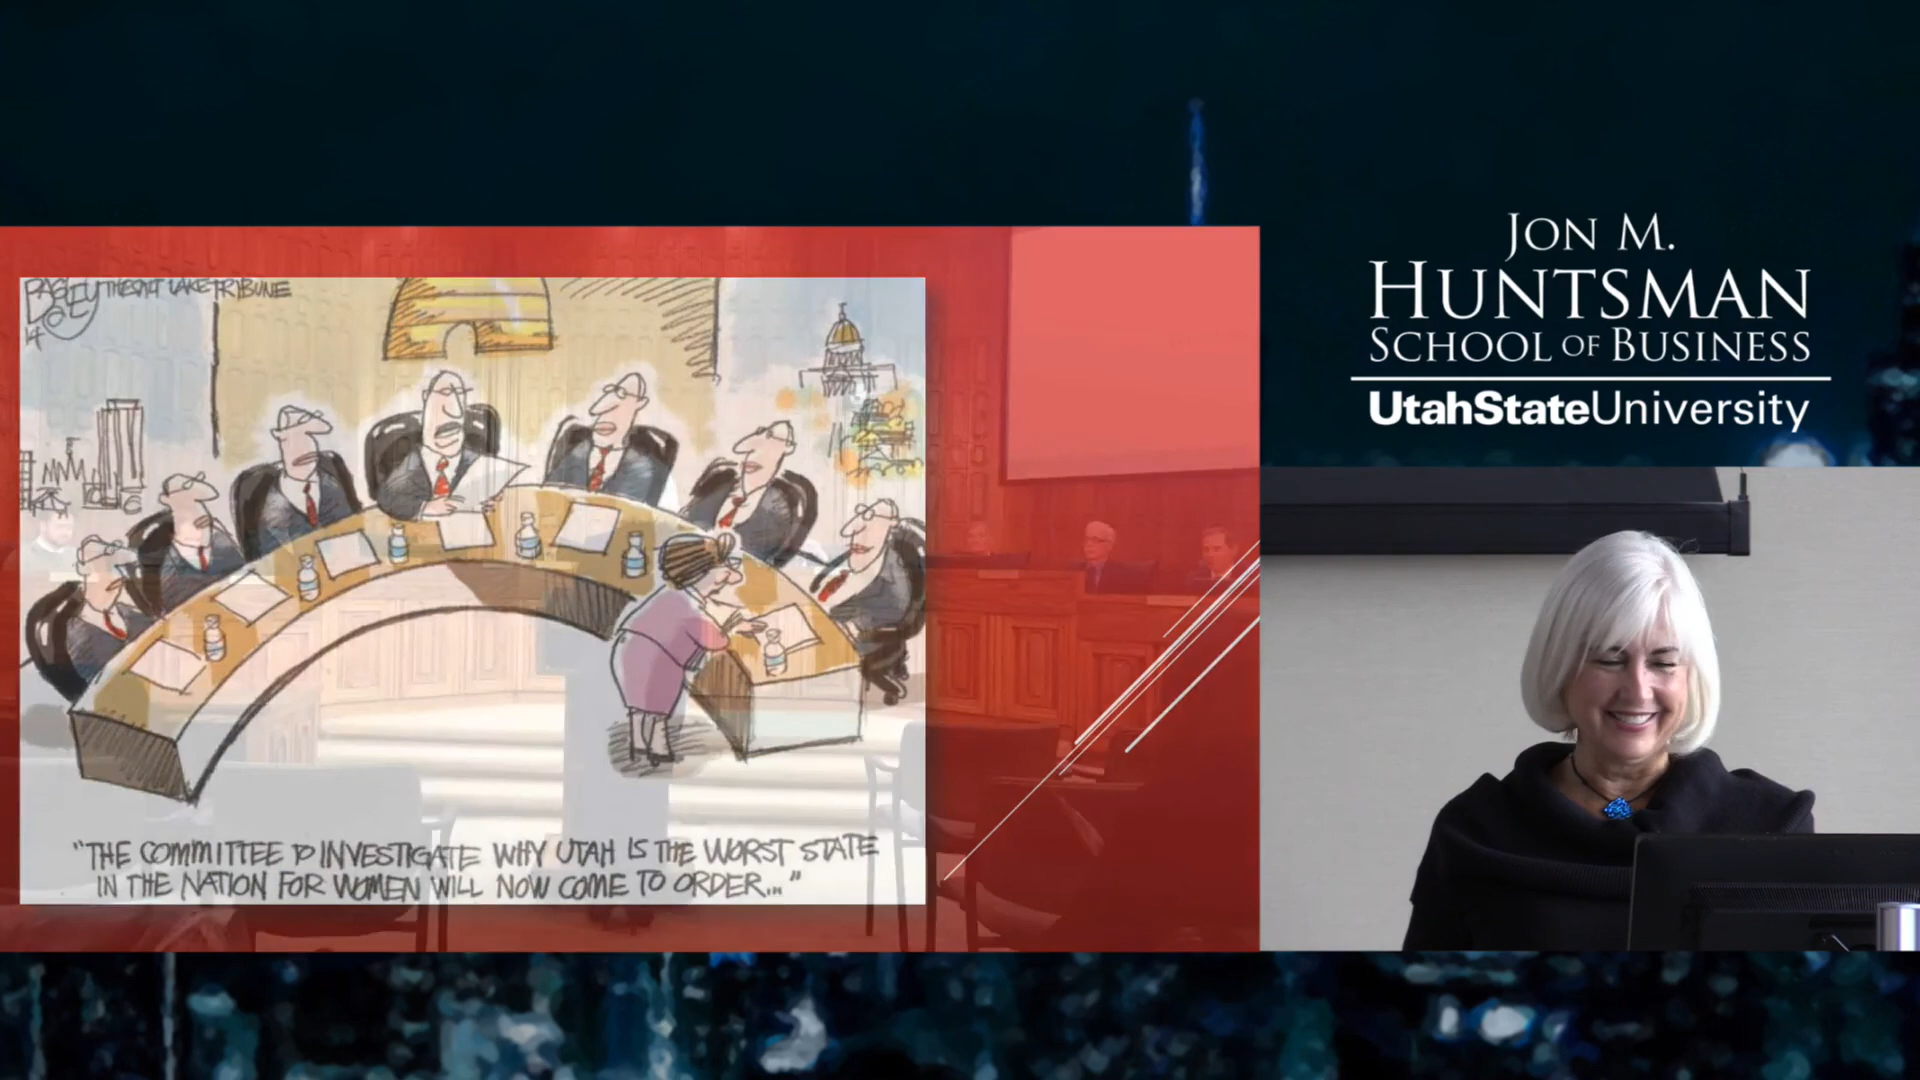 BAGLEY THE SALT LAKE TRIBUNE
14
"THE COMMITTEE TO INVESTIGATE WHY UTAH IS THE WORST STATE
IN THE NATION FOR WOMEN WILL NOW COME TO ORDER..."
JON M.
HUNTSMAN
SCHOOL OF BUSINESS
UtahStateUniversity